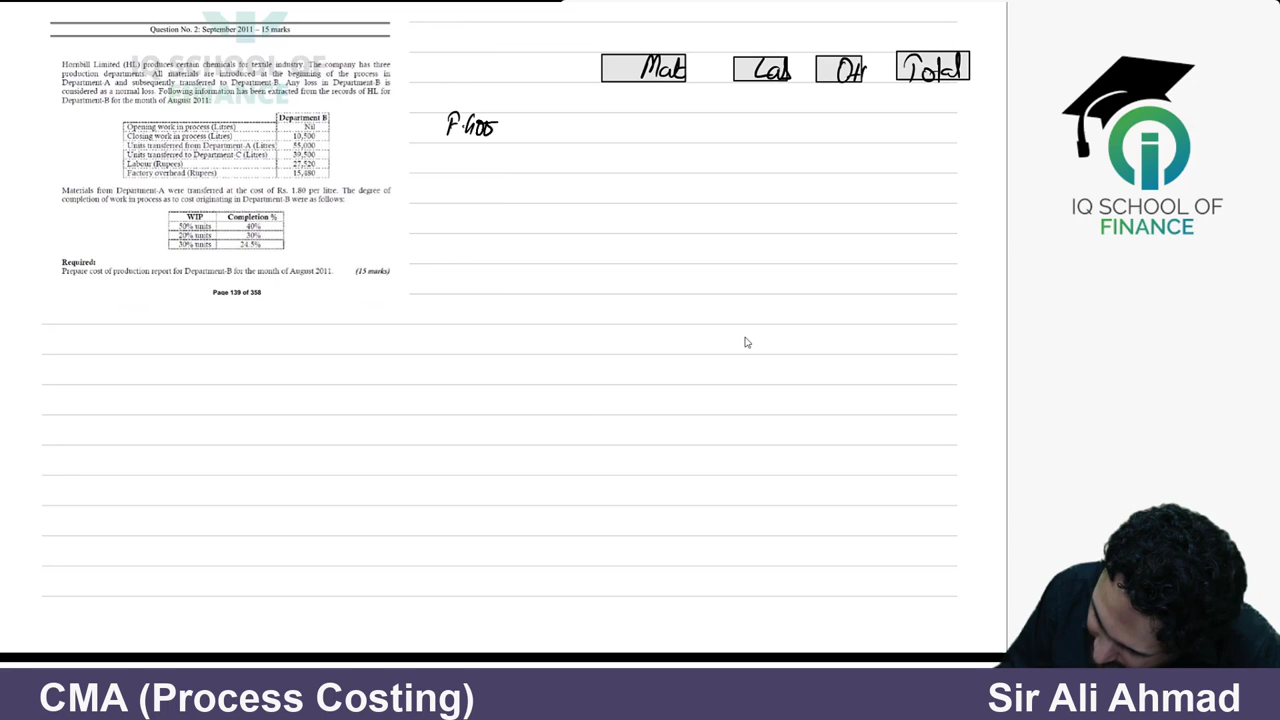 Question No. 2: September 2011 – 15 marks
IQ SCHOOL OF
FINANCE
Hornbill Limited (HL) produces certain chemicals for textile industry. The company has three
production departments. All materials are introduced at the beginning of the process in
Department-A and subsequently transferred to Department-B. Any loss in Department-B is
considered as a normal loss. Following information has been extracted from the records of HL for
Department-B for the month of August 2011:
Department B
Opening work in process (Litres) Nil
Closing work in process (Litres) 10,500
Units transferred from Department-A (Litres) 55,000
Units transferred to Department-C (Litres) 39,500
Labour (Rupees) 27,520
Factory overhead (Rupees) 15,480
Materials from Department-A were transferred at the cost of Rs. 1.80 per litre. The degree of
completion of work in process as to cost originating in Department-B were as follows:
WIP Completion %
50% units 40%
20% units 30%
30% units 24.5%
Required:
Prepare cost of production report for Department-B for the month of August 2011. (15 marks)
Page 139 of 358
Mat Lab OH Total
IQ SCHOOL OF
FINANCE
CMA (Process Costing)
Sir Ali Ahmad